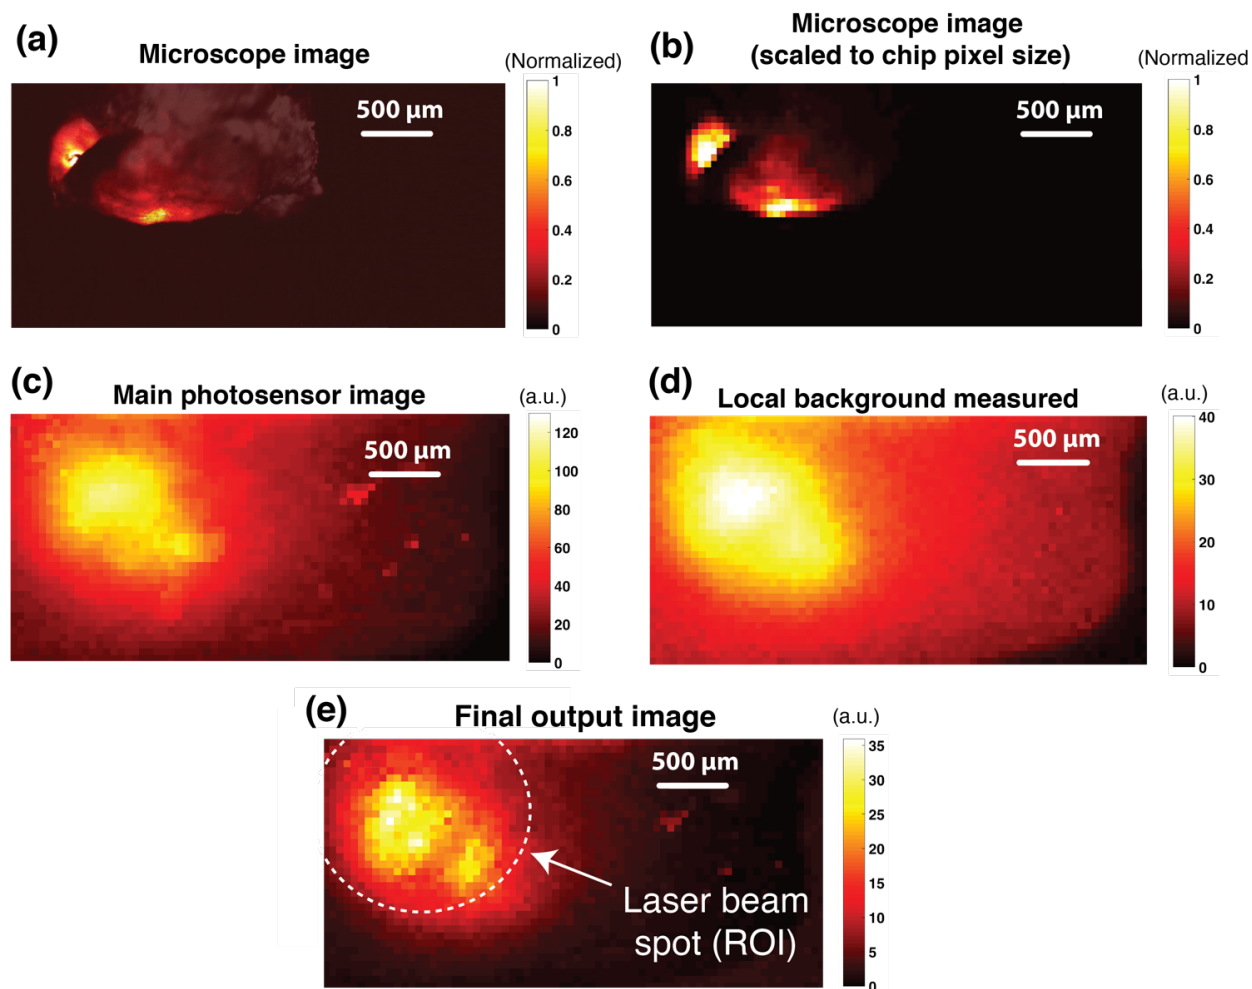 (a)
Microscope image
(Normalized)
500 μm
1
0.8
0.6
0.4
0.2
0
(b)
Microscope image
(scaled to chip pixel size)
(Normalized
500 μm
1
0.8
0.6
0.4
0.2
0
(c)
Main photosensor image
(a.u.)
500 μm
120
100
80
60
40
20
0
(d)
Local background measured
(a.u.)
500 μm
40
30
20
10
0
(e)
Final output image
(a.u.)
500 μm
35
30
25
20
15
10
5
0
Laser beam
spot (ROI)